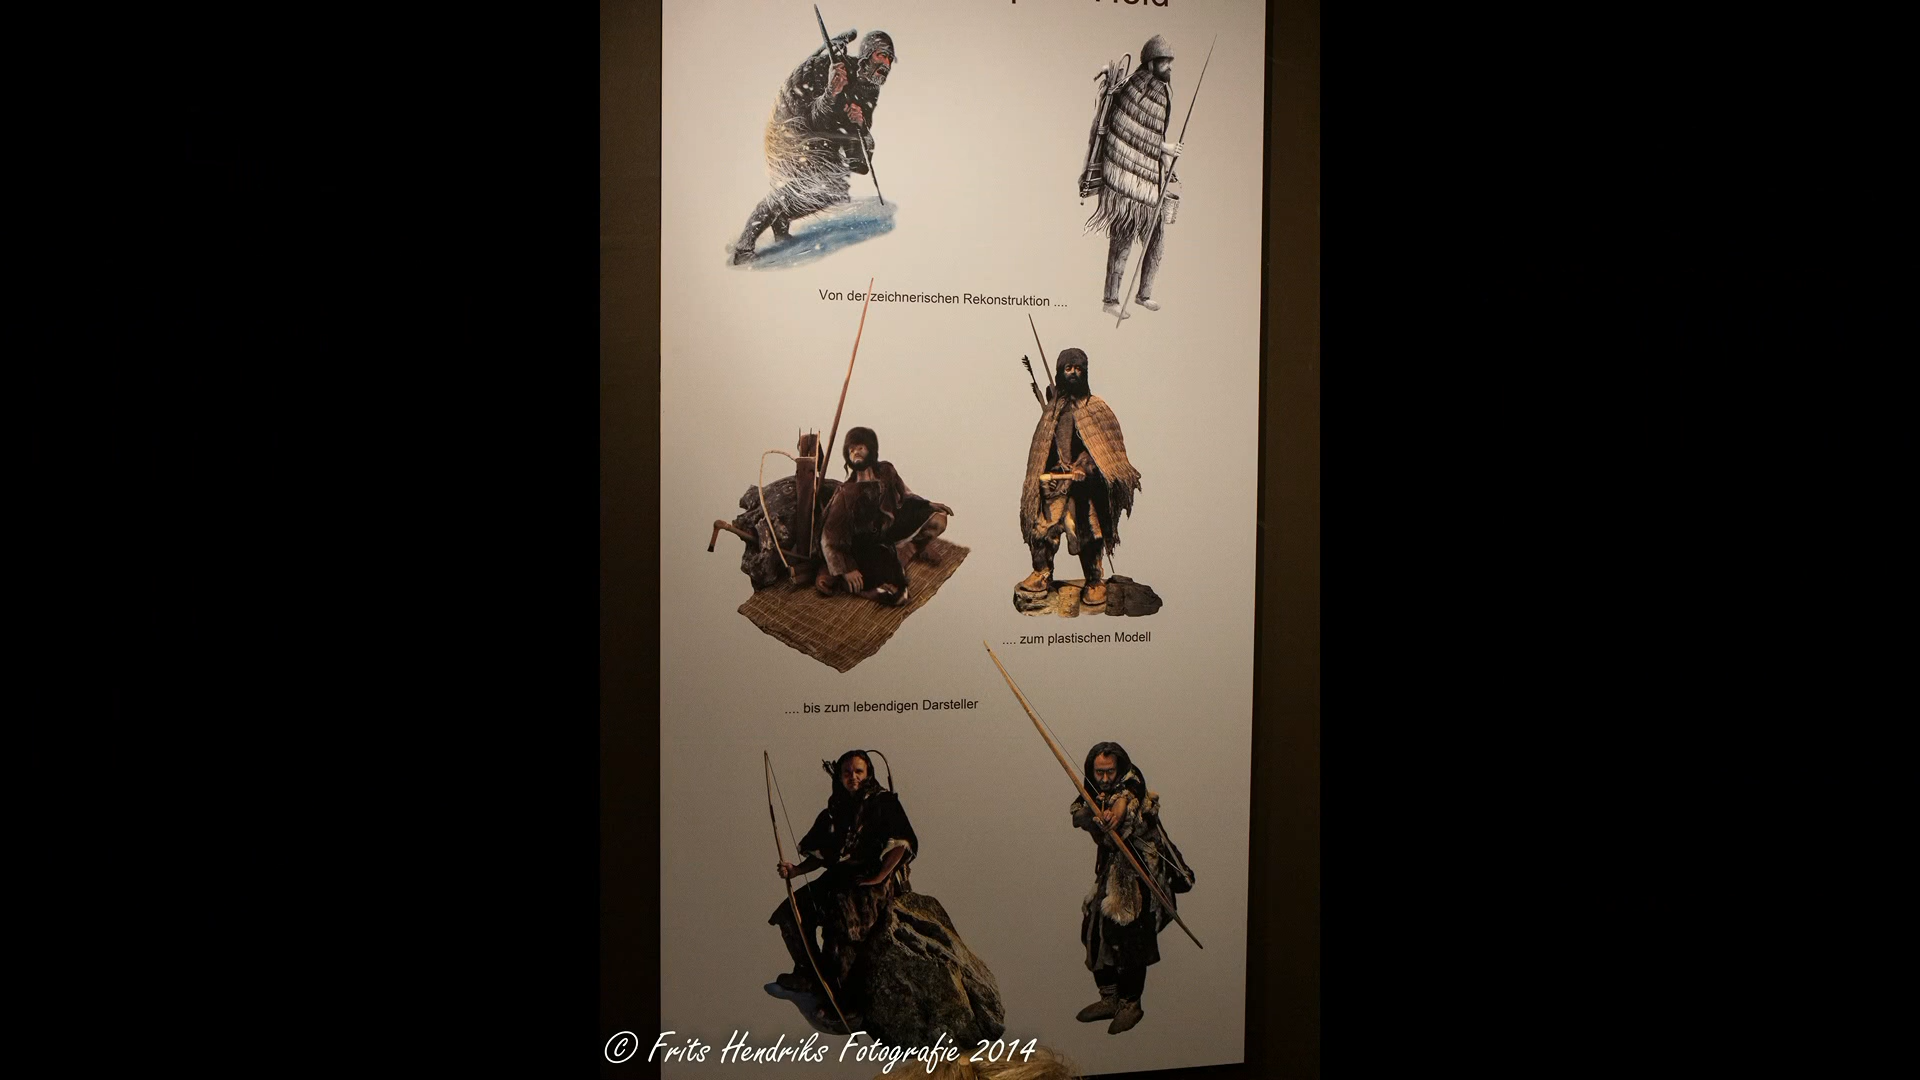 Von der zeichnerischen Rekonstruktion ....
.... zum plastischen Modell
.... bis zum lebendigen Darsteller
© Frits Hendriks Fotografie 2014